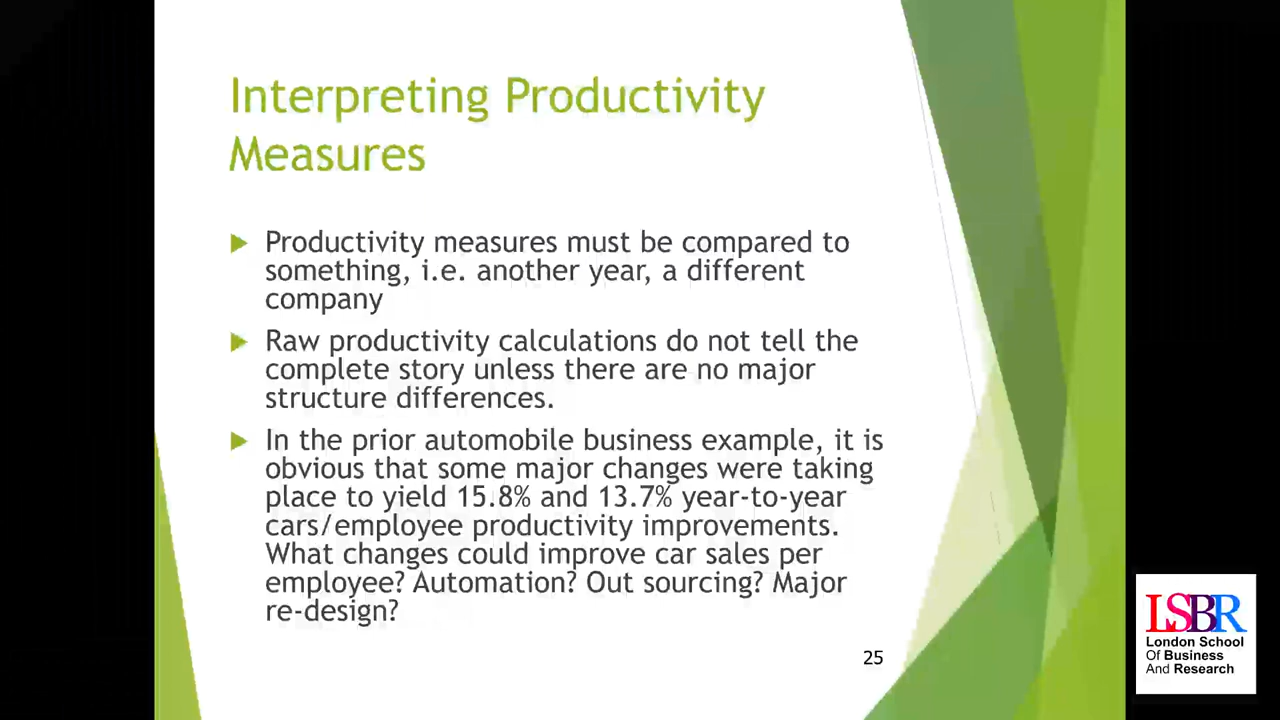 Interpreting Productivity
Measures
Productivity measures must be compared to
something, i.e. another year, a different
company
Raw productivity calculations do not tell the
complete story unless there are no major
structure differences.
In the prior automobile business example, it is
obvious that some major changes were taking
place to yield 15.8% and 13.7% year-to-year
cars/employee productivity improvements.
What changes could improve car sales per
employee? Automation? Out sourcing? Major
re-design?
25
LSBR
London School
Of Business
And Research